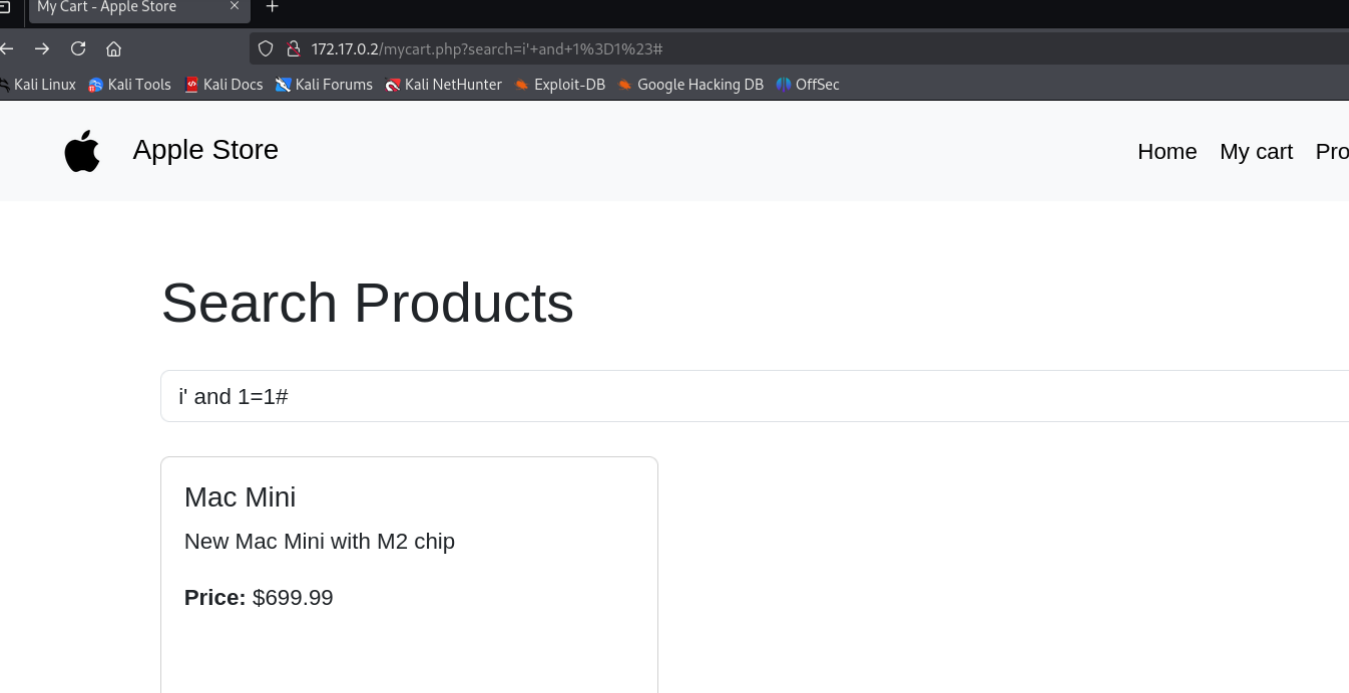 My Cart - Apple Store
172.17.0.2/mycart.php?search=i'+and+1%3D1%23#
Kali Linux Kali Tools Kali Docs Kali Forums Kali NetHunter Exploit-DB Google Hacking DB OffSec
Apple Store Home My cart Pro
Search Products
i' and 1=1#
Mac Mini
New Mac Mini with M2 chip
Price: $699.99